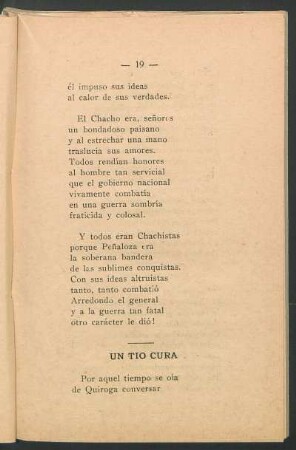 — 19 —
él impuso sus ideas
al calor de sus verdades.
El Chacho era, señores
un bondadoso paisano
y al estrechar una mano
traslucia sus amores.
Todos rendían honores
al hombre tan servicial
que el gobierno nacional
vivamente combatía
en una guerra sombría
fraticida y colosal.
Y todos eran Chachistas
porque Peñaloza era
la soberana bandera
de las sublimes conquistas.
Con sus ideas altruistas
tanto, tanto combatió
Arredondo el general
y a la guerra tan fatal
otro carácter le dió!
UN TIO CURA
Por aquel tiempo se oía
de Quiroga conversar